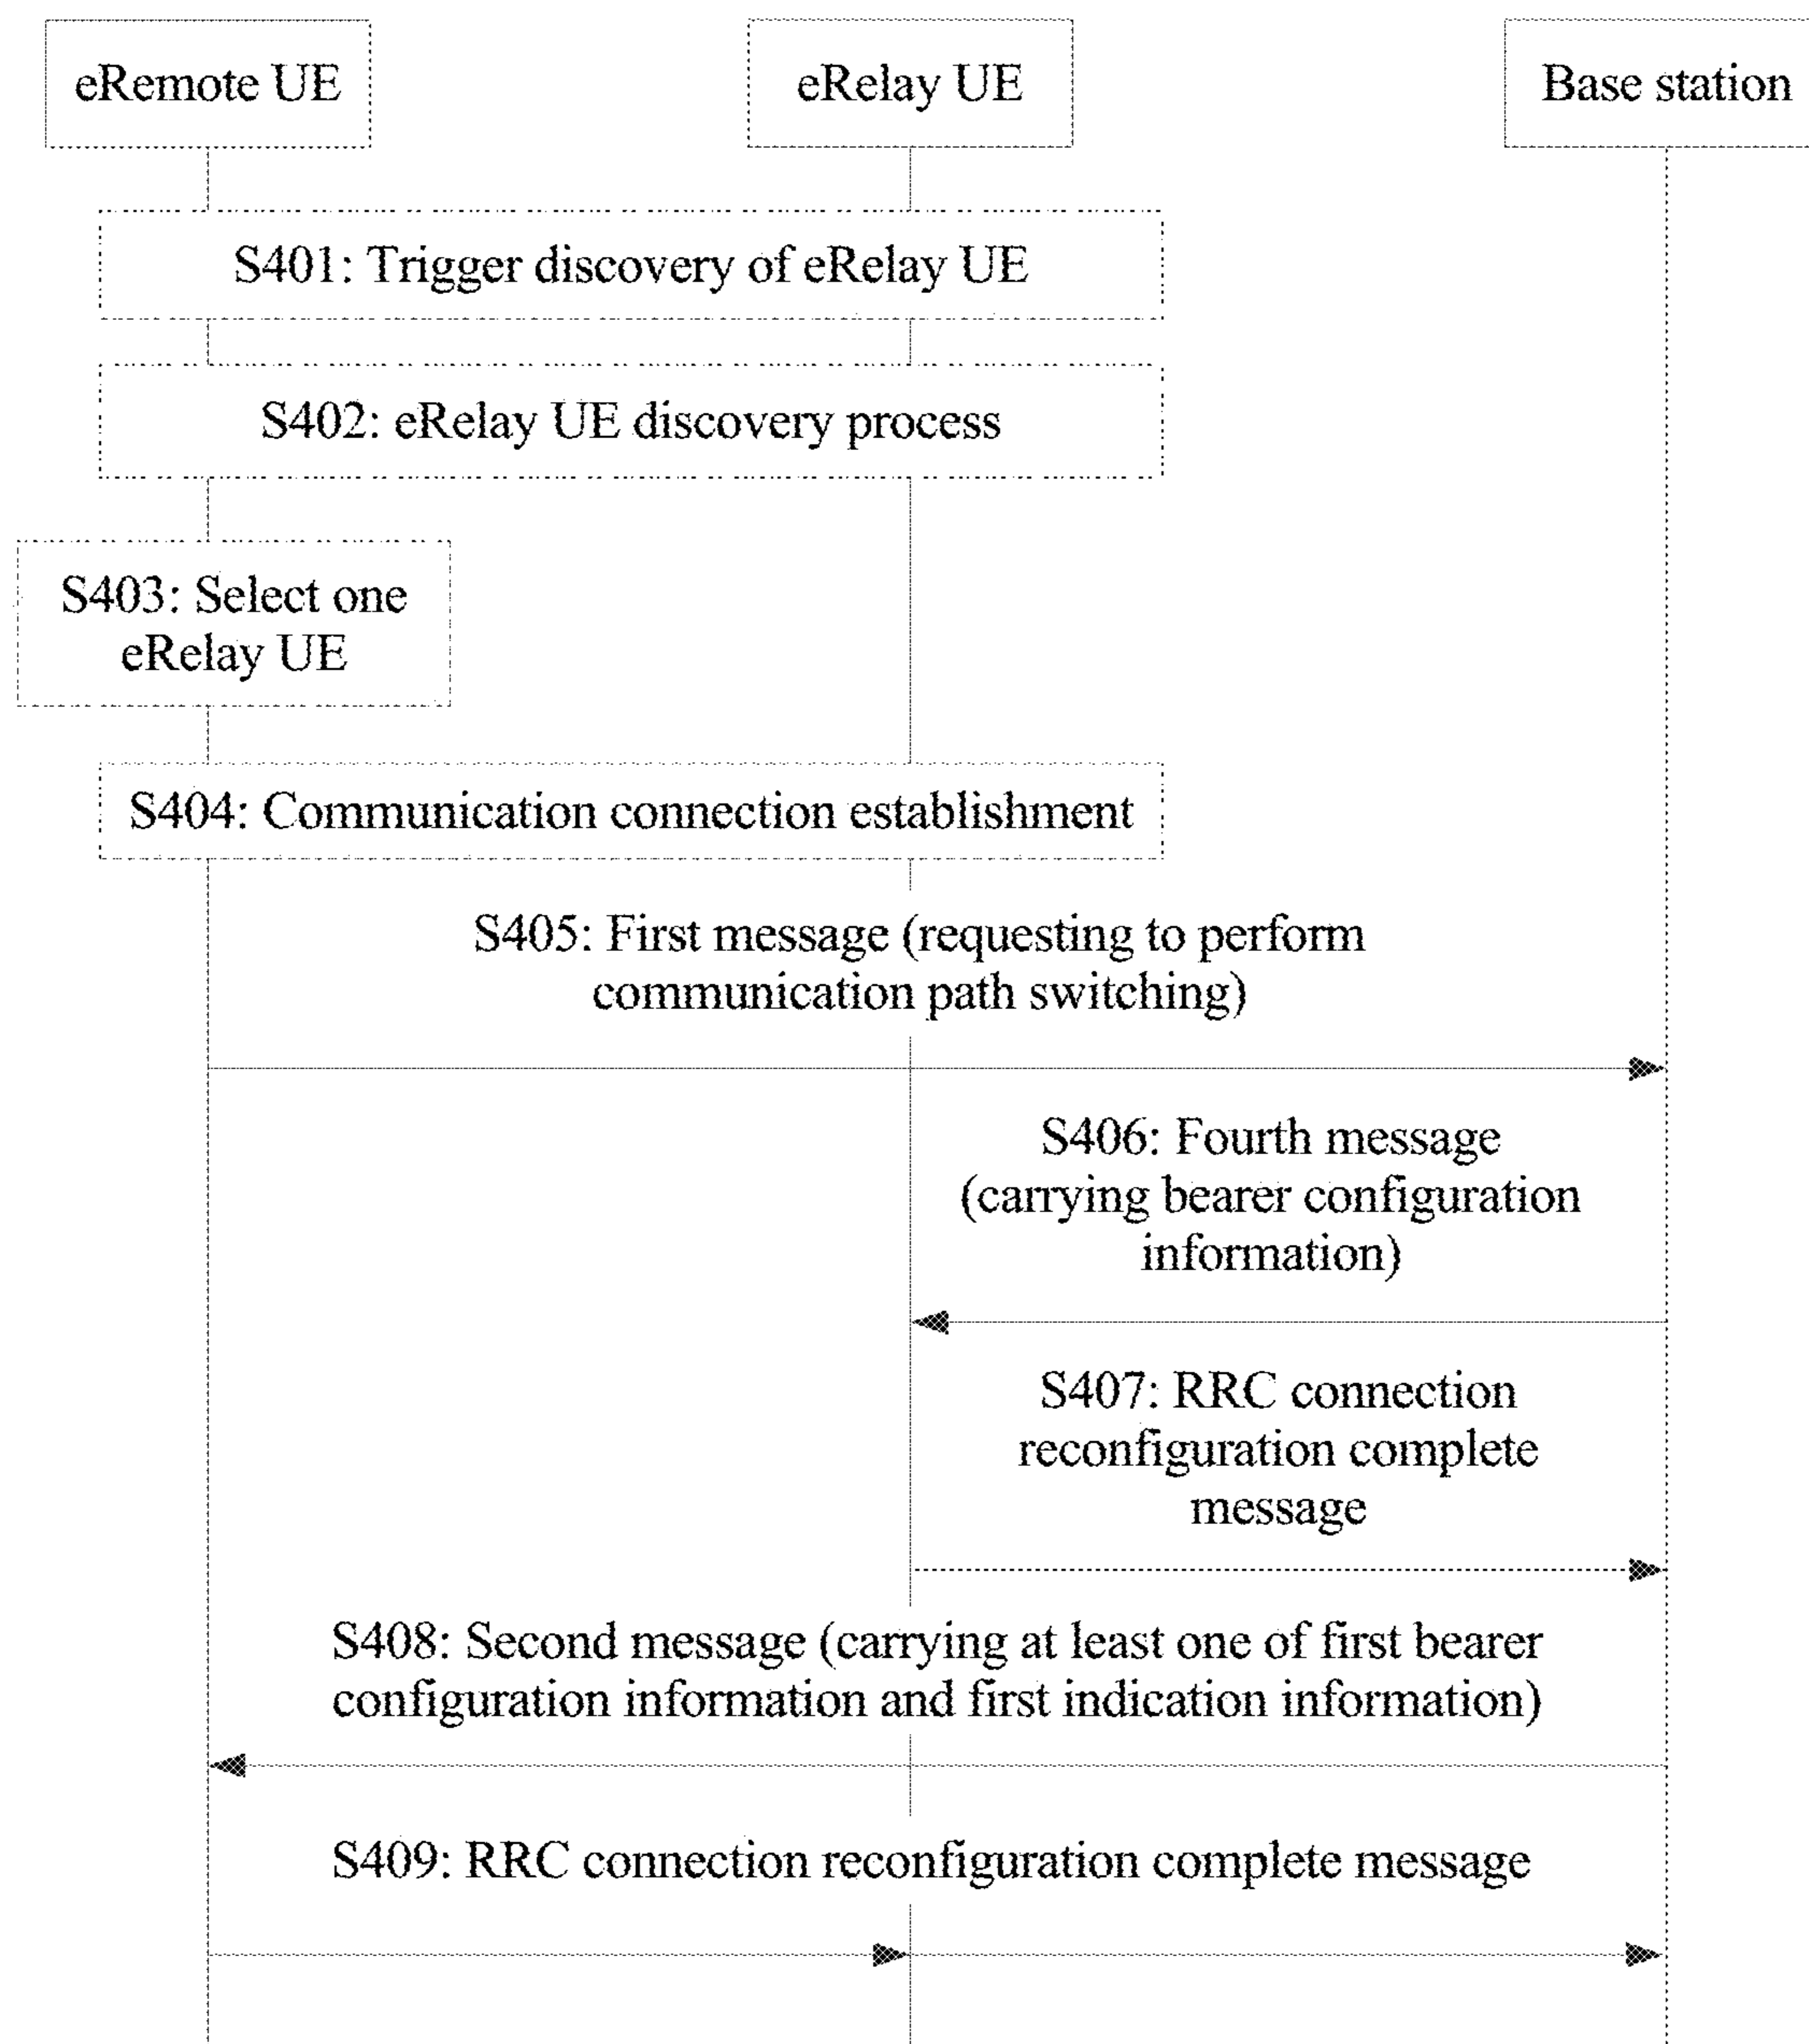 eRemote UE
eRelay UE
Base station
S401: Trigger discovery of eRelay UE
S402: eRelay UE discovery process
S403: Select one
eRelay UE
S404: Communication connection establishment
S405: First message (requesting to perform
communication path switching)
S406: Fourth message
(carrying bearer configuration
information)
S407: RRC connection
reconfiguration complete
message
S408: Second message (carrying at least one of first bearer
configuration information and first indication information)
S409: RRC connection reconfiguration complete message